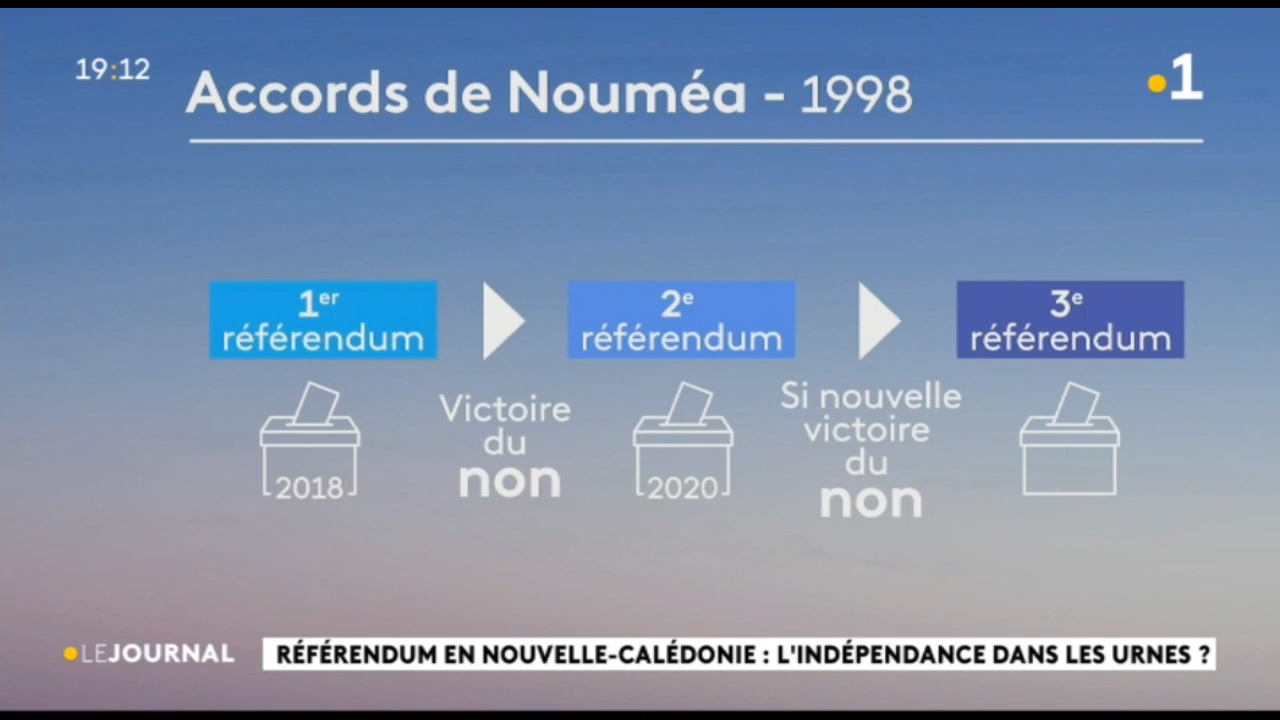 19:12
Accords de Nouméa - 1998
1
1er
référendum
2e
référendum
3e
référendum
2018
Victoire
du
non
2020
Si nouvelle
victoire
du
non
LEJOURNAL
RÉFÉRENDUM EN NOUVELLE-CALÉDONIE : L'INDÉPENDANCE DANS LES URNES ?